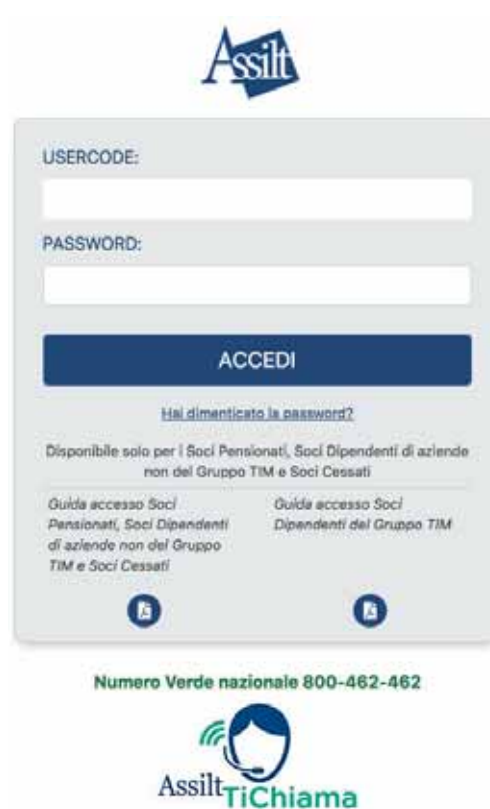 Assilt
USERCODE:
PASSWORD:
ACCEDI
Hai dimenticato la password?
Disponibile solo per i Soci Pensionati, Soci Dipendenti di aziende
non del Gruppo TIM e Soci Cessati
Guida accesso Soci
Pensionati, Soci Dipendenti
di aziende non del Gruppo
TIM e Soci Cessati
Guida accesso Soci
Dipendenti del Gruppo TIM
Numero Verde nazionale 800-462-462
Assilt
TiChiama